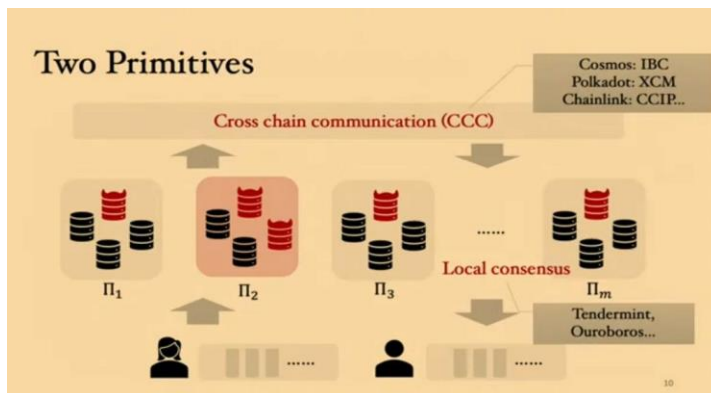 Two Primitives
Cosmos: IBC
Polkadot: XCM
Chainlink: CCIP...
Cross chain communication (CCC)
......
Local consensus
Π₁
Π₂
Π₃
Πₘ
Tendermint,
Ouroboros...
......
......
10